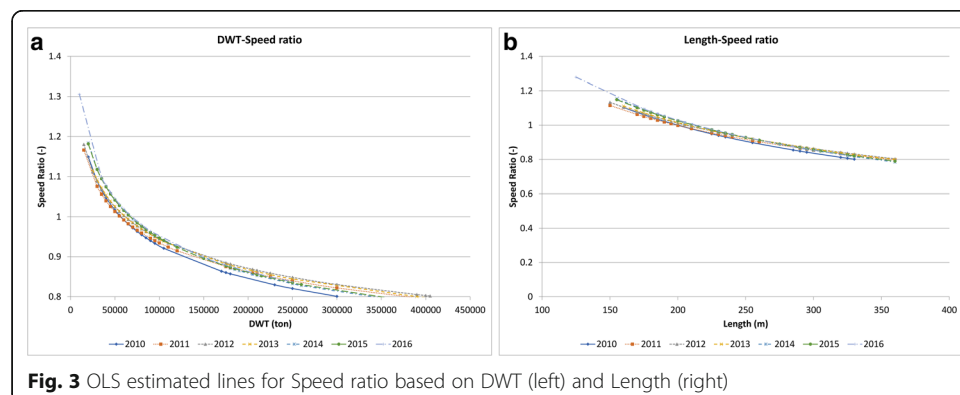 a
DWT-Speed ratio
1.4
1.3
1.2
1.1
1
0.9
0.8
Speed Ratio (-)
0 50000 100000 150000 200000 250000 300000 350000 400000 450000
DWT (ton)
2010 2011 2012 2013 2014 2015 2016
b
Length-Speed ratio
1.4
1.2
1
0.8
0.6
0.4
0.2
0
Speed Ratio (-)
100 150 200 250 300 350 400
Length (m)
2010 2011 2012 2013 2014 2015 2016
Fig. 3 OLS estimated lines for Speed ratio based on DWT (left) and Length (right)